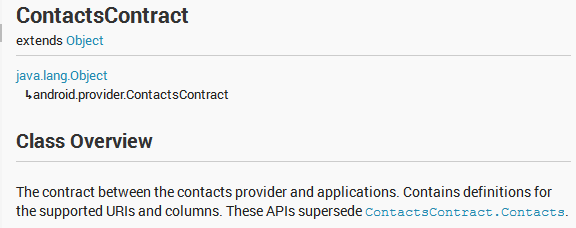 ContactsContract
extends Object
java.lang.Object
↳android.provider.ContactsContract
Class Overview
The contract between the contacts provider and applications. Contains definitions for
the supported URIs and columns. These APIs supersede ContactsContract.Contacts.